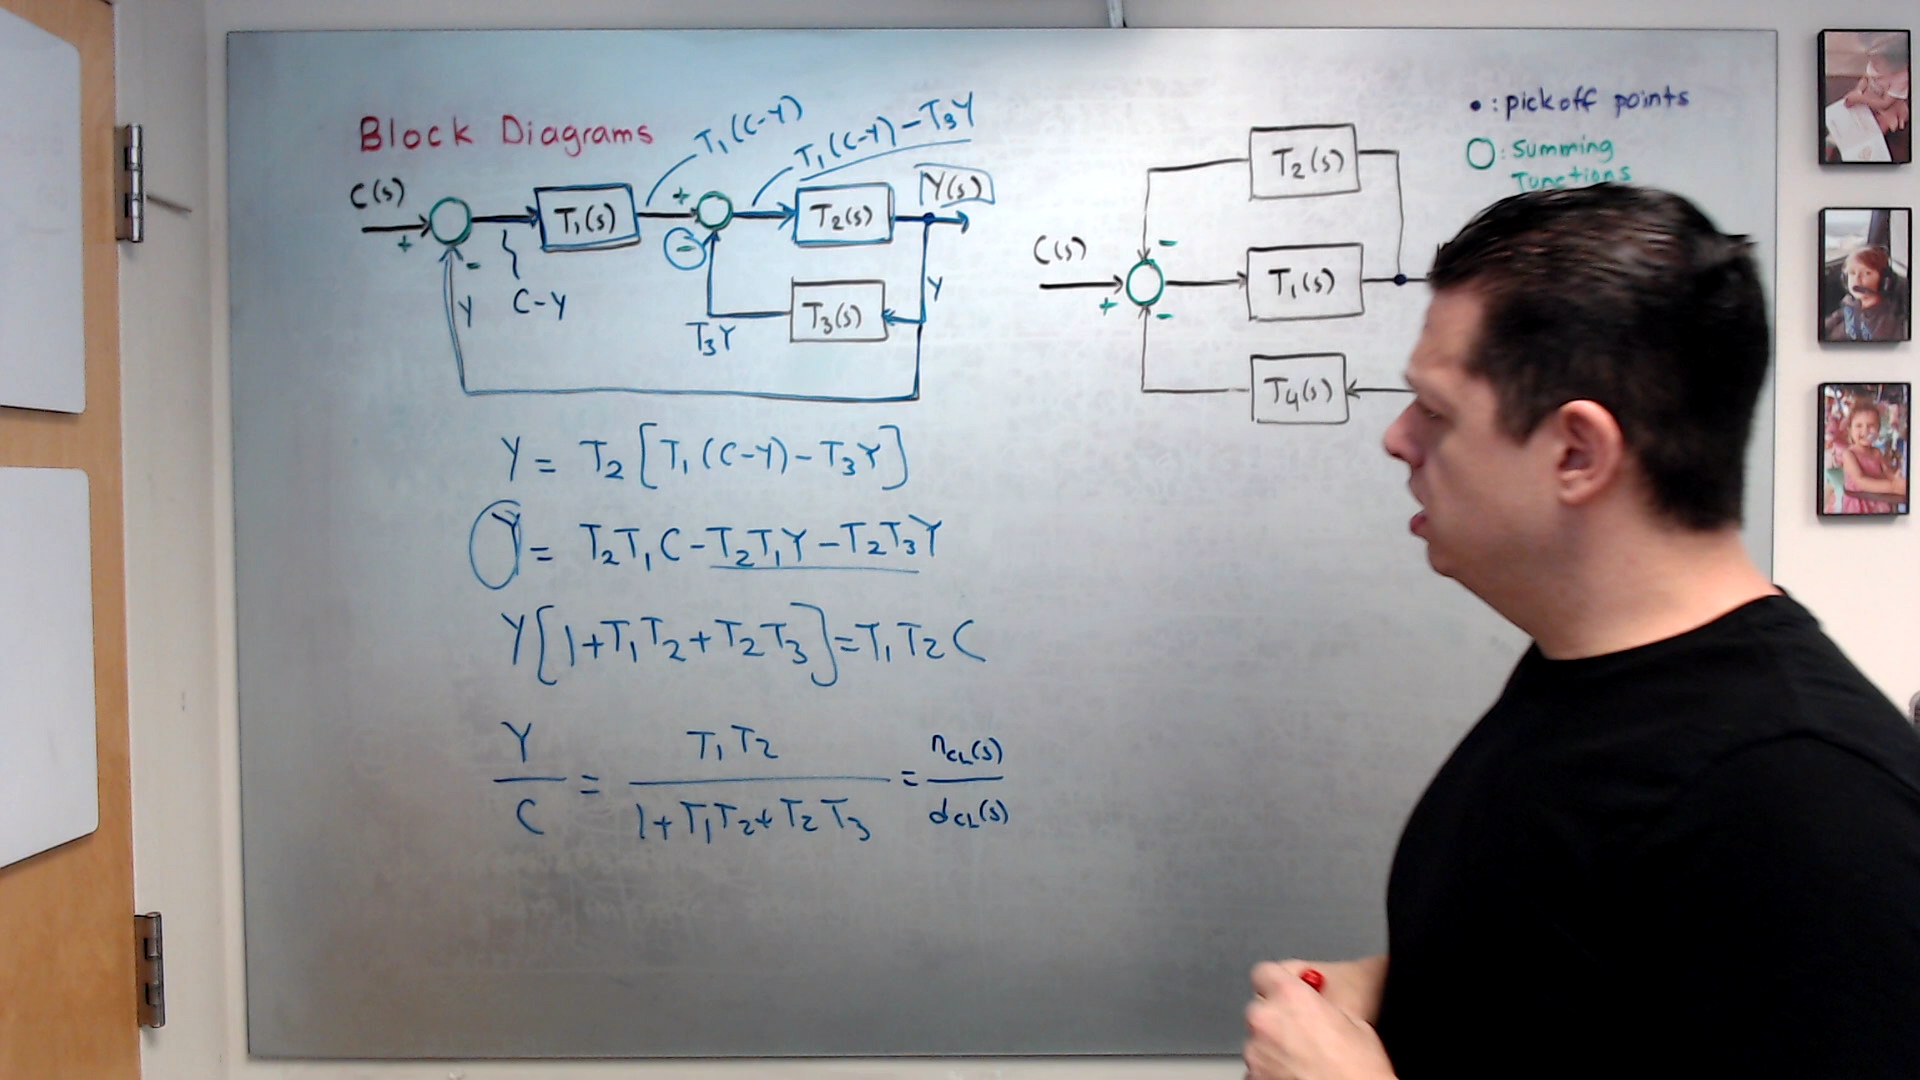 Block Diagrams
T₁(C-Y)
T₁(C-Y)-T₃Y
C(s)
+
-
Y
C-Y
T₁(s)
+
-
T₂(s)
Y(s)
Y
T₃(s)
T₃Y
Y = T₂[T₁(C-Y)-T₃Y]
Y = T₂T₁C-T₂T₁Y-T₂T₃Y
Y[1+T₁T₂+T₂T₃]=T₁T₂C
Y/C = T₁T₂/(1+T₁T₂+T₂T₃) = n_CL(s)/d_CL(s)
• : pickoff points
○ : Summing
Junctions
T₂(s)
C(s)
+
-
-
T₁(s)
T₄(s)